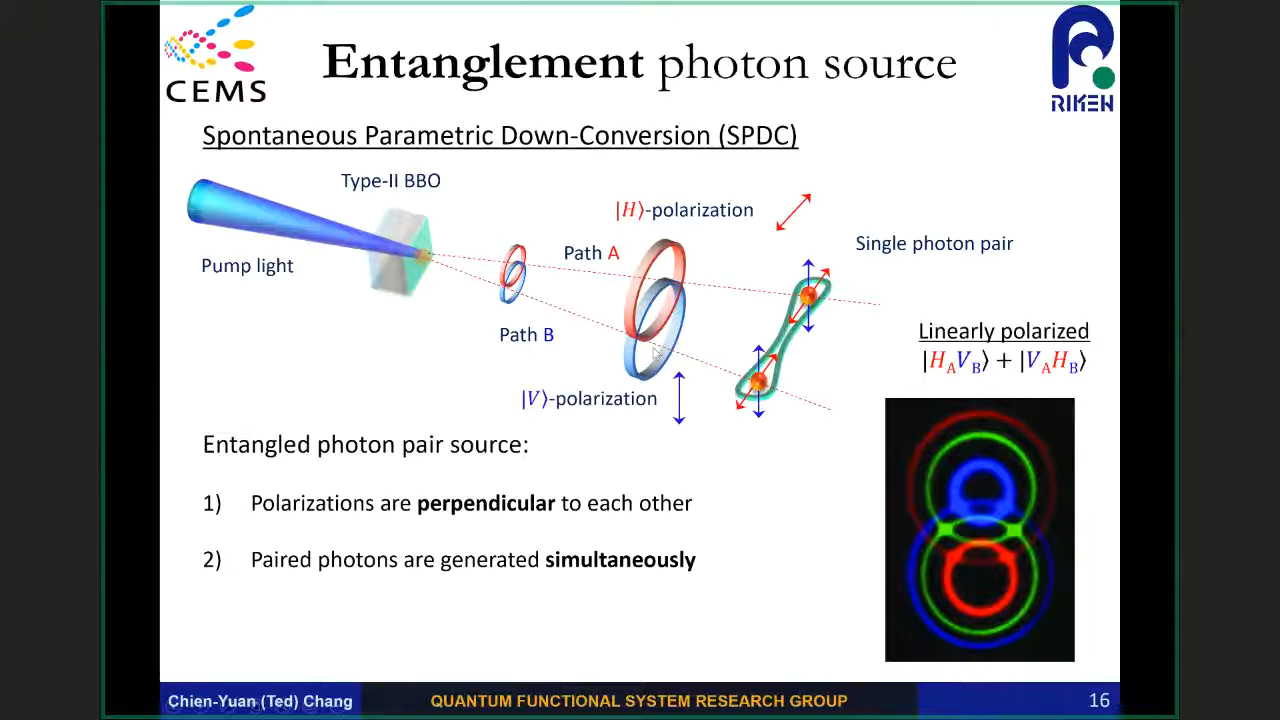 CEMS
Entanglement photon source
RIKEN
Spontaneous Parametric Down-Conversion (SPDC)
Type-II BBO
|H⟩-polarization
Path A
Single photon pair
Pump light
Path B
Linearly polarized
|H_A V_B⟩ + |V_A H_B⟩
|V⟩-polarization
Entangled photon pair source:
1) Polarizations are perpendicular to each other
2) Paired photons are generated simultaneously
Chien-Yuan (Ted) Chang
QUANTUM FUNCTIONAL SYSTEM RESEARCH GROUP
16